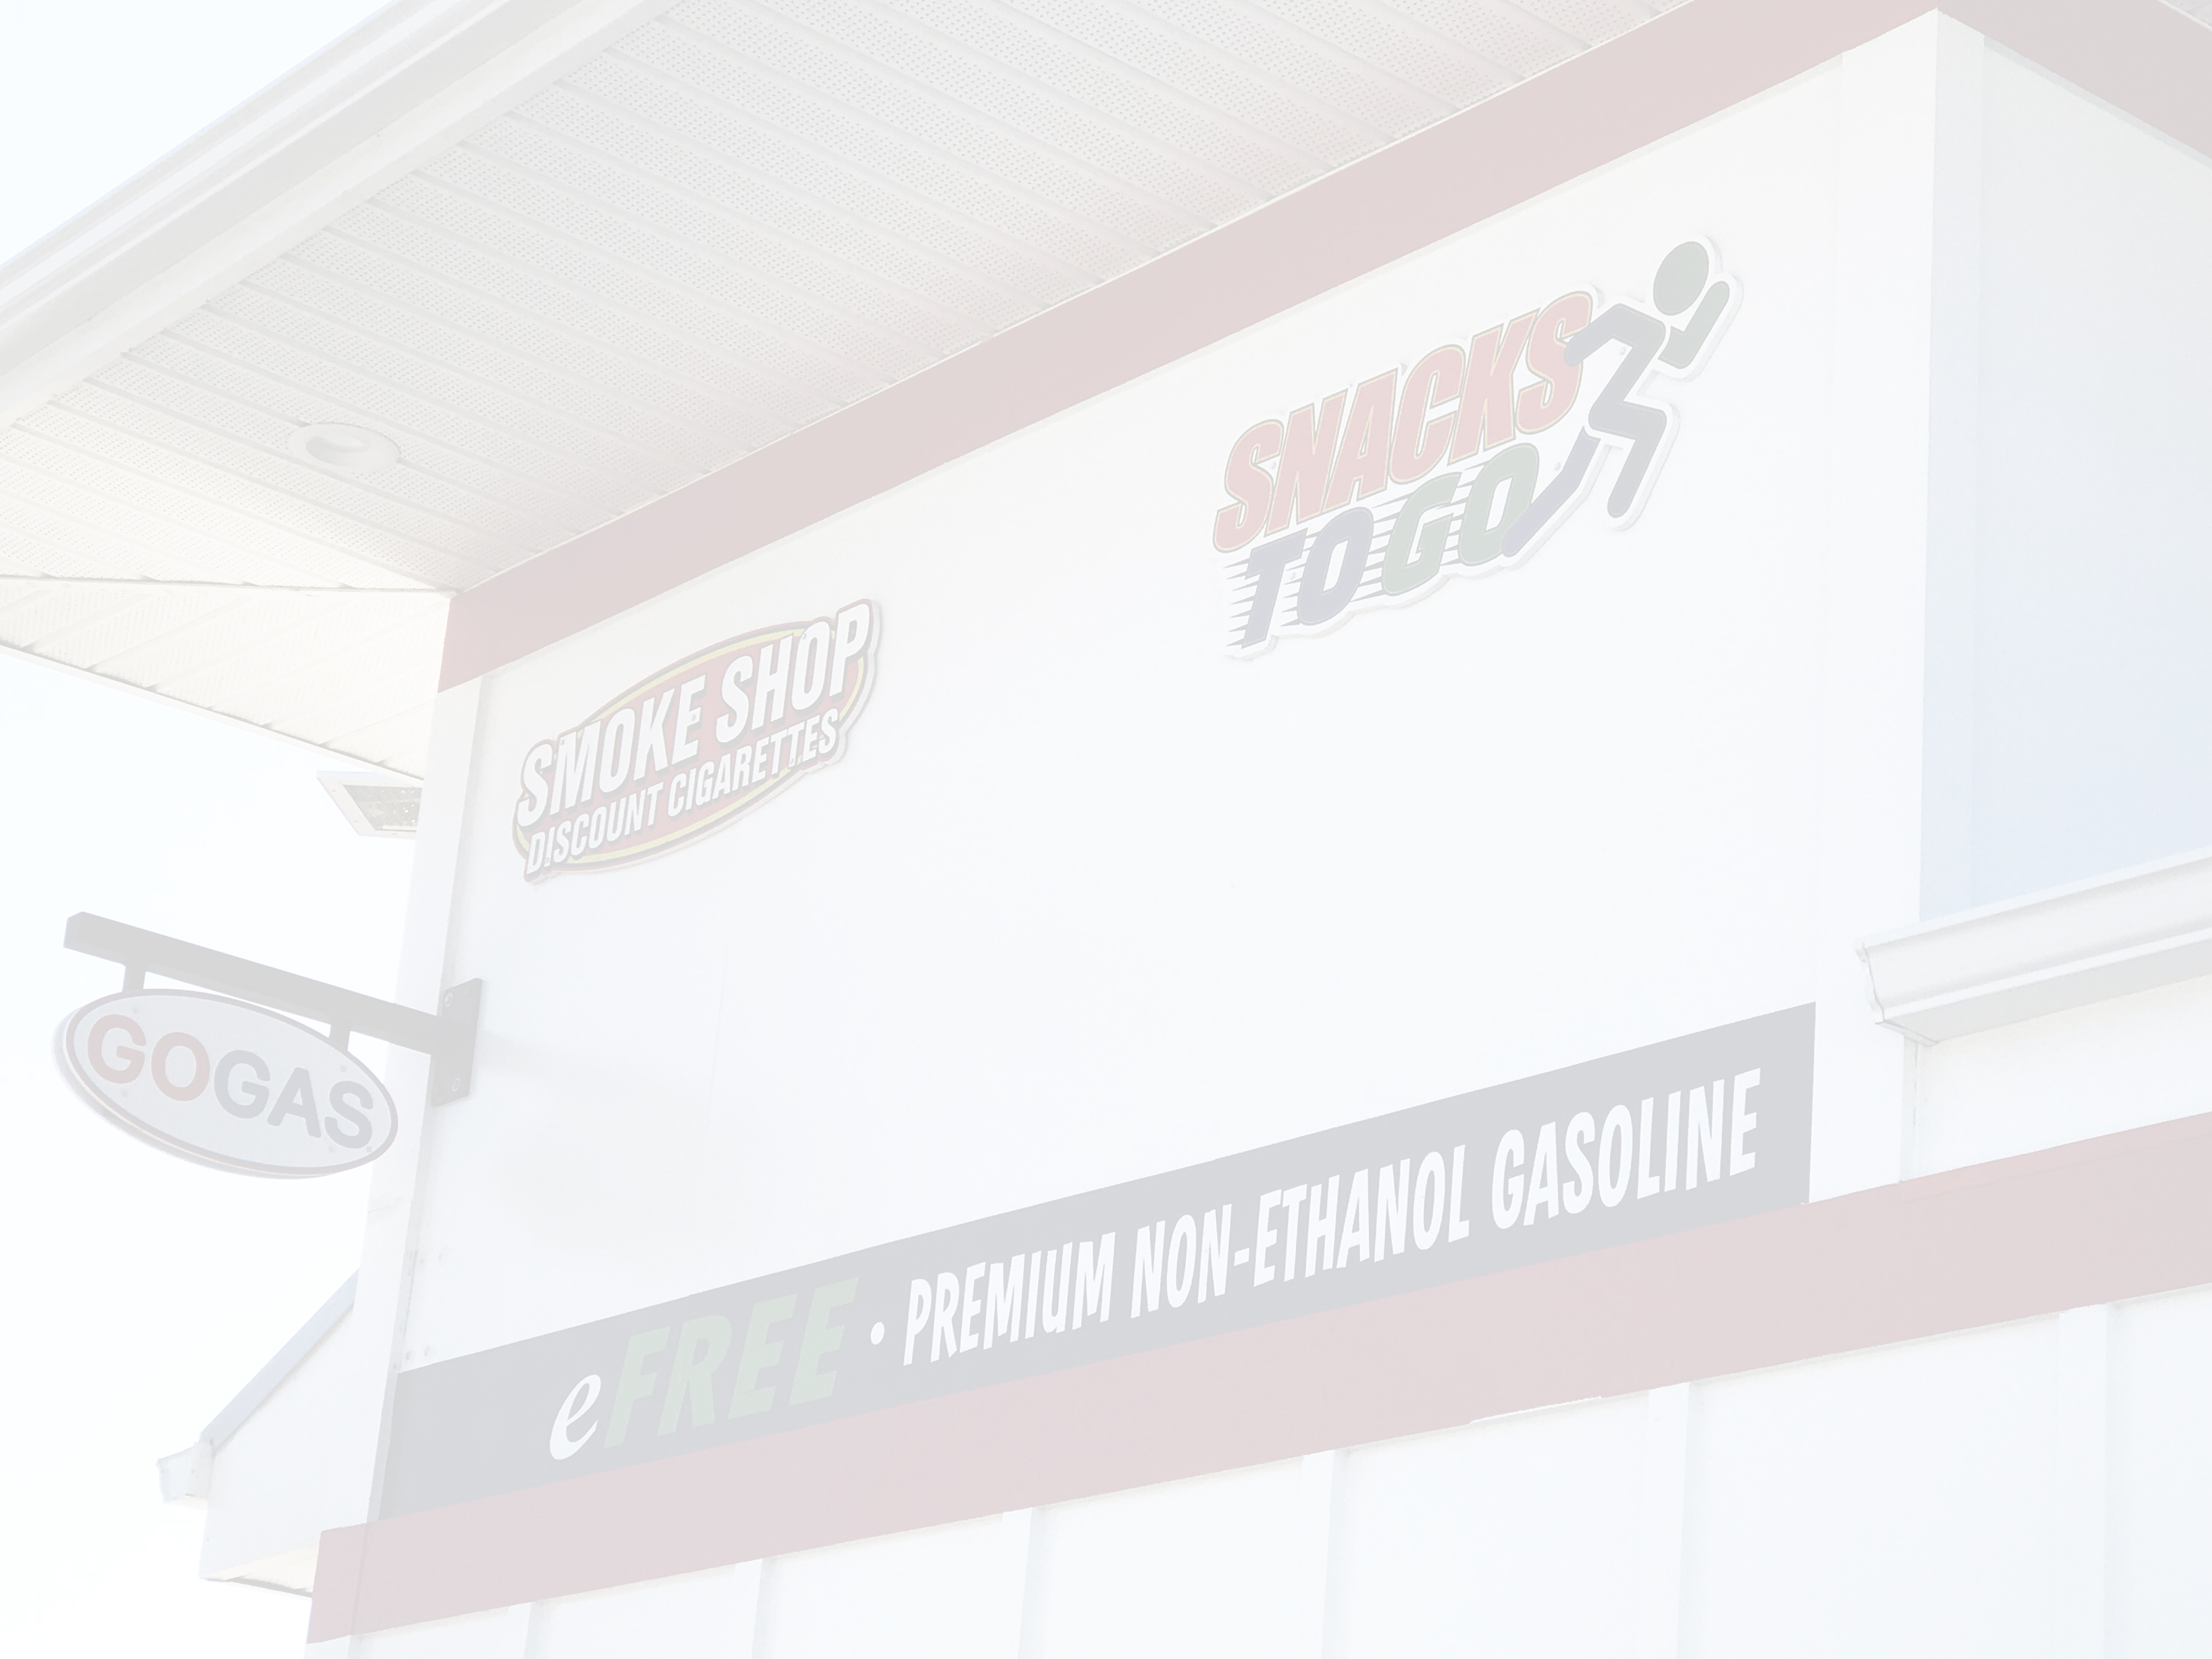 SNACKS
TO GO
SMOKE SHOP
DISCOUNT CIGARETTES
GOGAS
eFREE • PREMIUM NON-ETHANOL GASOLINE